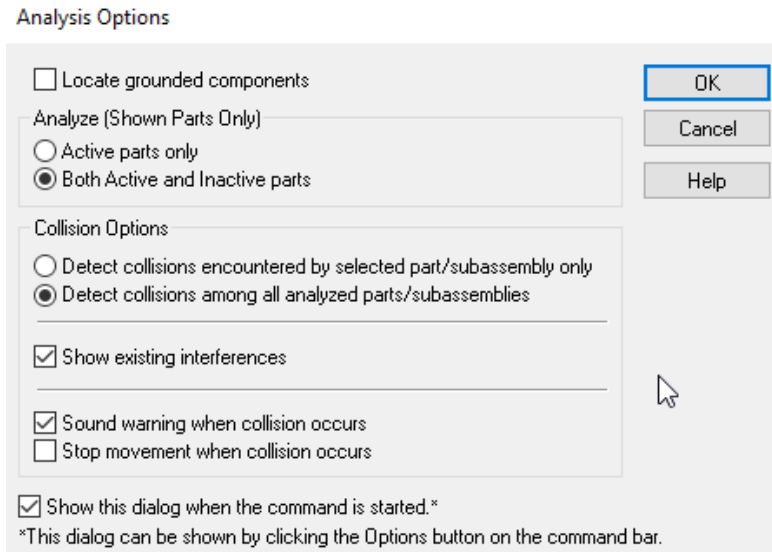 Analysis Options
Locate grounded components
OK
Analyze (Shown Parts Only)
Cancel
Active parts only
Both Active and Inactive parts
Help
Collision Options
Detect collisions encountered by selected part/subassembly only
Detect collisions among all analyzed parts/subassemblies
Show existing interferences
Sound warning when collision occurs
Stop movement when collision occurs
Show this dialog when the command is started.*
*This dialog can be shown by clicking the Options button on the command bar.